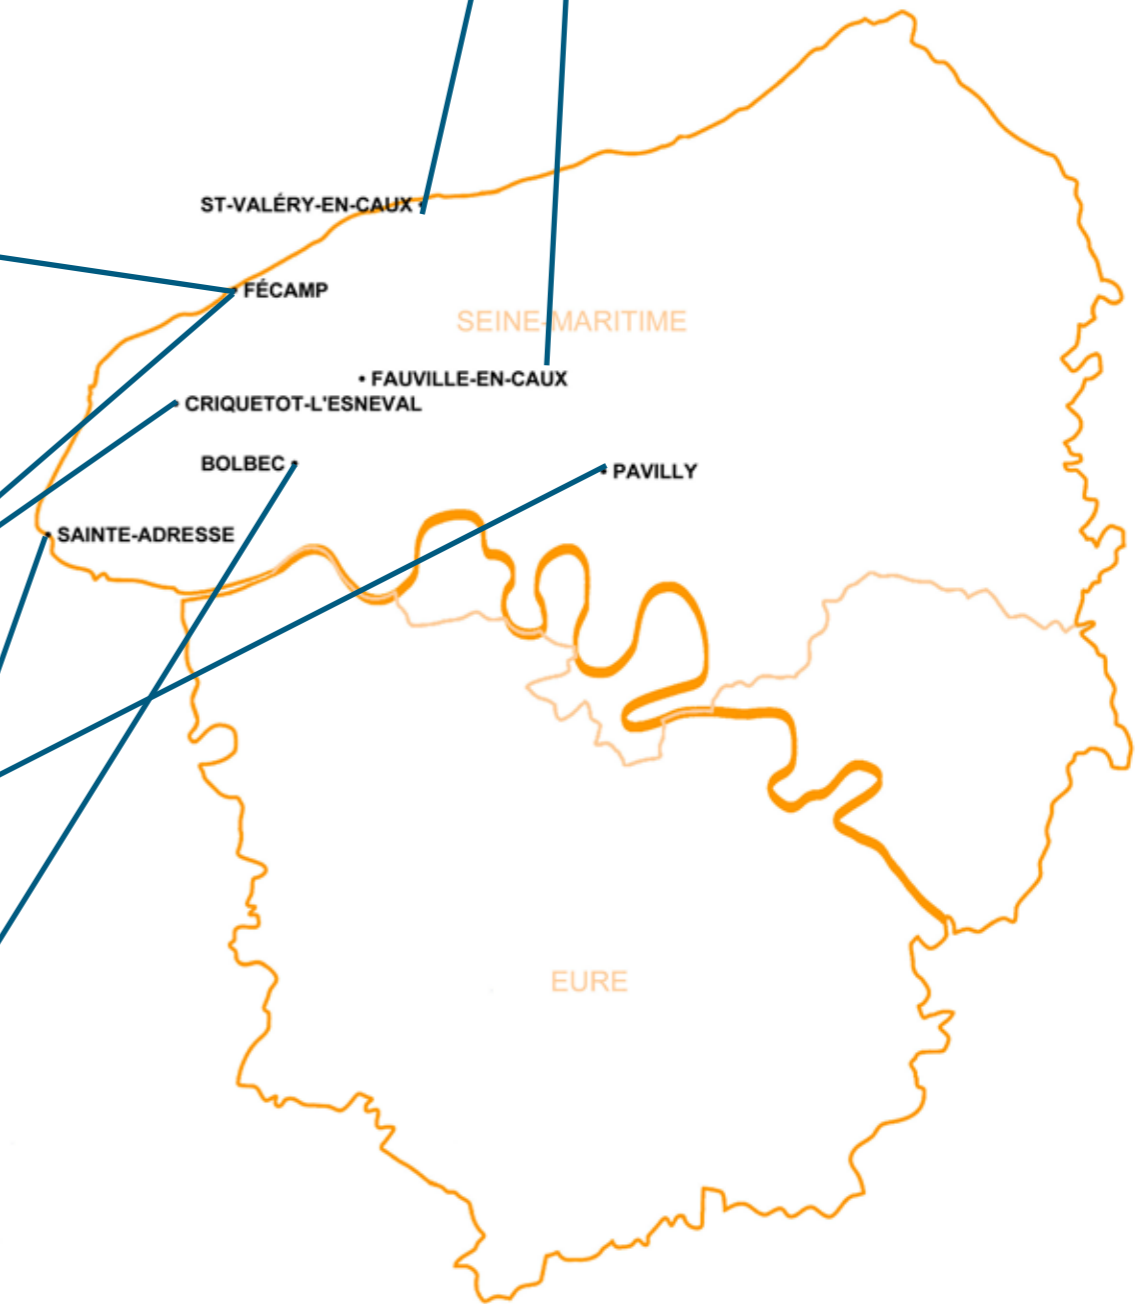 ST-VALÉRY-EN-CAUX
FÉCAMP
SEINE-MARITIME
FAUVILLE-EN-CAUX
CRIQUETOT-L'ESNEVAL
BOLBEC
PAVILLY
SAINTE-ADRESSE
EURE